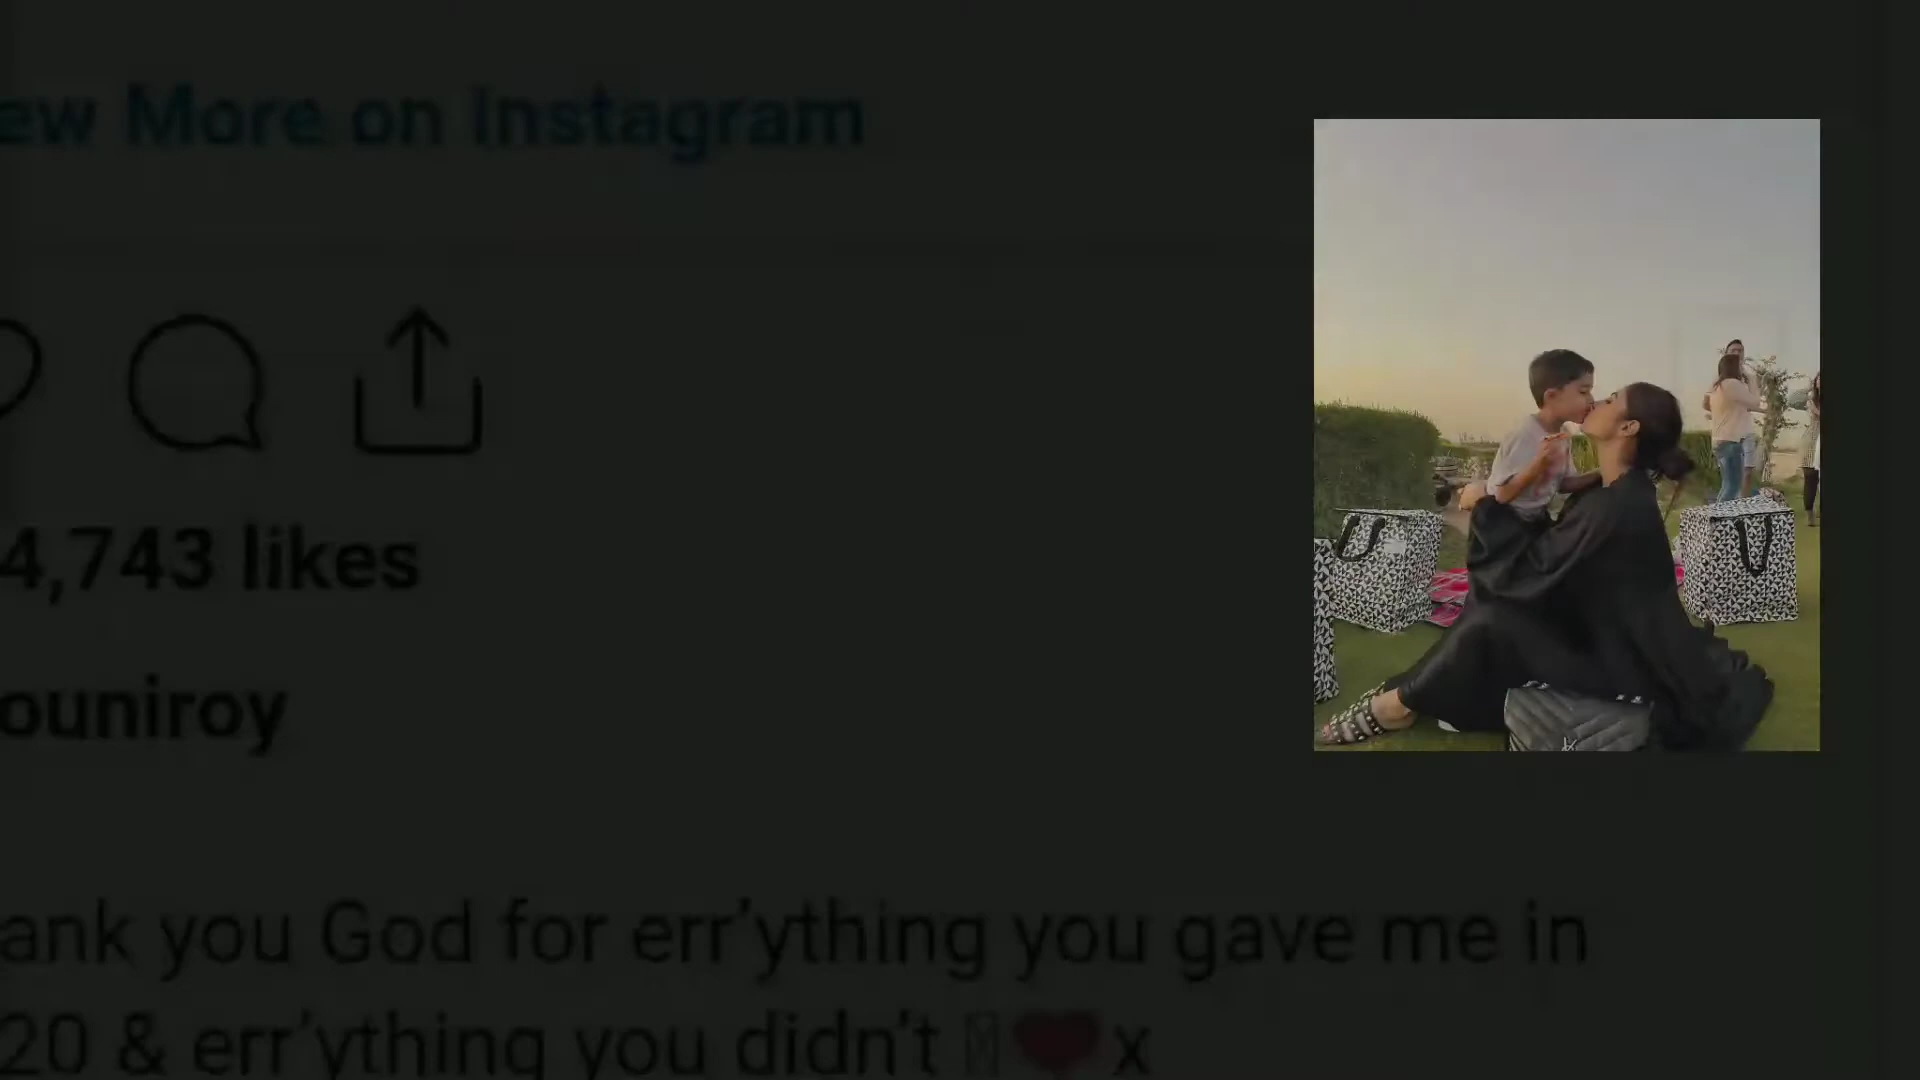 ew More on Instagram
4,743 likes
ouniroy
ank you God for err'ything you gave me in
20 & err'ything you didn't ❤x